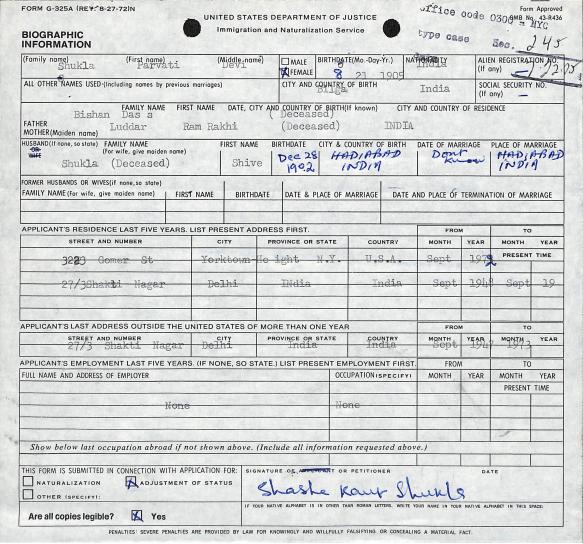 FORM G-325A (REV. 8-27-72)N
UNITED STATES DEPARTMENT OF JUSTICE
Immigration and Naturalization Service
Form Approved
OMB No. 43-R436
office code 0306 = NYC
type case Sec. 245
BIOGRAPHIC
INFORMATION
(Family name) (First name) (Middle name) MALE FEMALE BIRTHDATE (Mo.-Day-Yr.) NATIONALITY ALIEN REGISTRATION NO. (If any)
Shukla Parvati Devi 8 21 1905 India
ALL OTHER NAMES USED (Including names by previous marriages) CITY AND COUNTRY OF BIRTH SOCIAL SECURITY NO. (If any)
Bilga India —
FAMILY NAME FIRST NAME DATE, CITY AND COUNTRY OF BIRTH (If known) CITY AND COUNTRY OF RESIDENCE
FATHER Bishan Das s (Deceased)
MOTHER (Maiden name) Luddar Ram Rakhi (Deceased) INDIA
HUSBAND (If none, so state) OR WIFE FAMILY NAME (For wife, give maiden name) FIRST NAME BIRTHDATE CITY & COUNTRY OF BIRTH DATE OF MARRIAGE PLACE OF MARRIAGE
Shukla (Deceased) Shive Dec 28 1902 HADIABAD INDIA Dont know HADIABAD INDIA
FORMER HUSBANDS OR WIVES (if none, so state)
FAMILY NAME (For wife, give maiden name) FIRST NAME BIRTHDATE DATE & PLACE OF MARRIAGE DATE AND PLACE OF TERMINATION OF MARRIAGE
APPLICANT'S RESIDENCE LAST FIVE YEARS. LIST PRESENT ADDRESS FIRST. FROM TO
STREET AND NUMBER CITY PROVINCE OR STATE COUNTRY MONTH YEAR MONTH YEAR
PRESENT TIME
3223 Gomer St Yorktown Height N.Y. U.S.A. Sept
27/3Shakti Nagar Delhi INdia India Sept 1948 Sept 19
APPLICANT'S LAST ADDRESS OUTSIDE THE UNITED STATES OF MORE THAN ONE YEAR FROM TO
STREET AND NUMBER CITY PROVINCE OR STATE COUNTRY MONTH YEAR MONTH YEAR
27/3 Shakti Nagar Delhi India India Sept
APPLICANT'S EMPLOYMENT LAST FIVE YEARS. (IF NONE, SO STATE.) LIST PRESENT EMPLOYMENT FIRST. FROM TO
FULL NAME AND ADDRESS OF EMPLOYER OCCUPATION (SPECIFY) MONTH YEAR MONTH YEAR
PRESENT TIME
None None
Show below last occupation abroad if not shown above. (Include all information requested above.)
THIS FORM IS SUBMITTED IN CONNECTION WITH APPLICATION FOR: SIGNATURE OF APPLICANT OR PETITIONER DATE
NATURALIZATION ADJUSTMENT OF STATUS
OTHER (SPECIFY):
Shasha Kant Shukla
IF YOUR NATIVE ALPHABET IS IN OTHER THAN ROMAN LETTERS, WRITE YOUR NAME IN YOUR NATIVE ALPHABET IN THIS SPACE:
Are all copies legible? Yes
PENALTIES: SEVERE PENALTIES ARE PROVIDED BY LAW FOR KNOWINGLY AND WILLFULLY FALSIFYING OR CONCEALING A MATERIAL FACT.